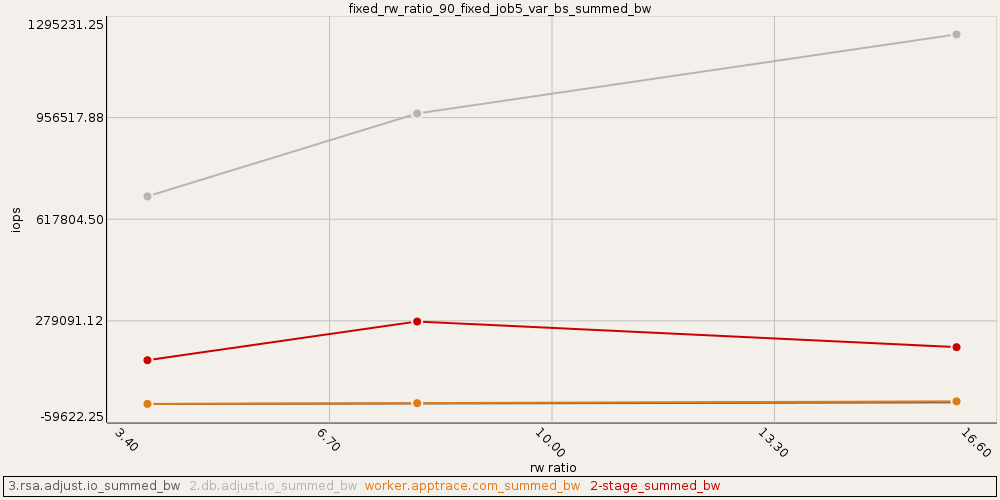 fixed_rw_ratio_90_fixed_job5_var_bs_summed_bw
1295231.25
956517.88
617804.50
279091.12
-59622.25
iops
3.40
6.70
10.00
13.30
16.60
rw ratio
3.rsa.adjust.io_summed_bw 2.db.adjust.io_summed_bw worker.apptrace.com_summed_bw 2-stage_summed_bw